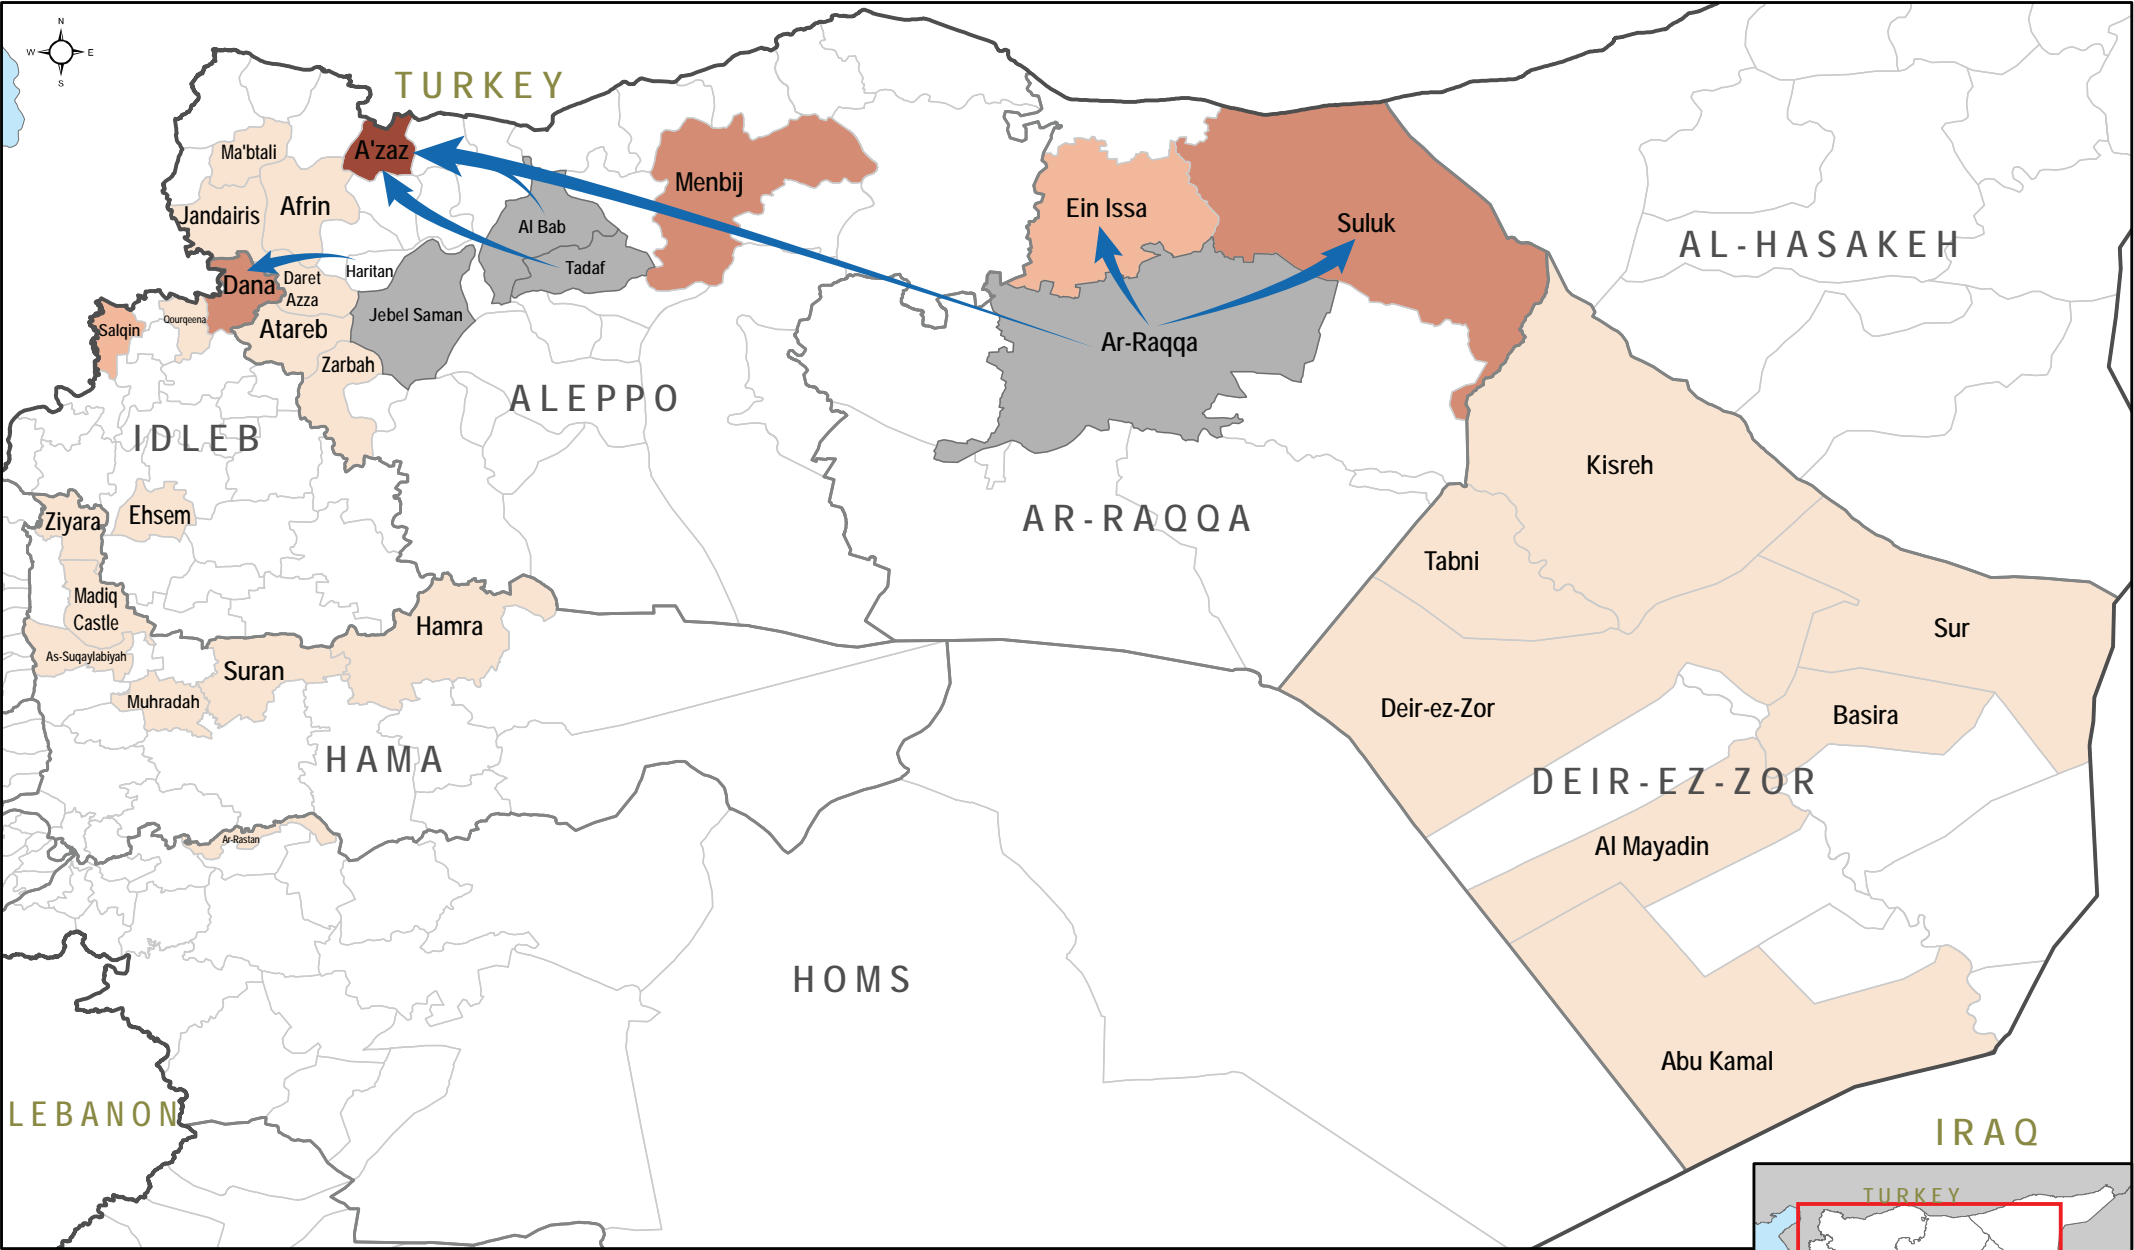 N
W
E
S
TURKEY
A'zaz
Ma'btali
Menbij
Afrin
Ein Issa
Jandairis
Suluk
Al Bab
AL-HASAKEH
Tadaf
Haritan
Dana
Daret
Azza
Jebel Saman
Qourqeena
Salqin
Atareb
Ar-Raqqa
Zarbah
ALEPPO
IDLEB
Kisreh
Ziyara
Ehsem
AR-RAQQA
Tabni
Madiq
Castle
Hamra
Sur
As-Suqaylabiyah
Suran
Muhradah
Deir-ez-Zor
Basira
HAMA
DEIR-EZ-ZOR
Ar-Rastan
Al Mayadin
HOMS
Abu Kamal
LEBANON
IRAQ
TURKEY